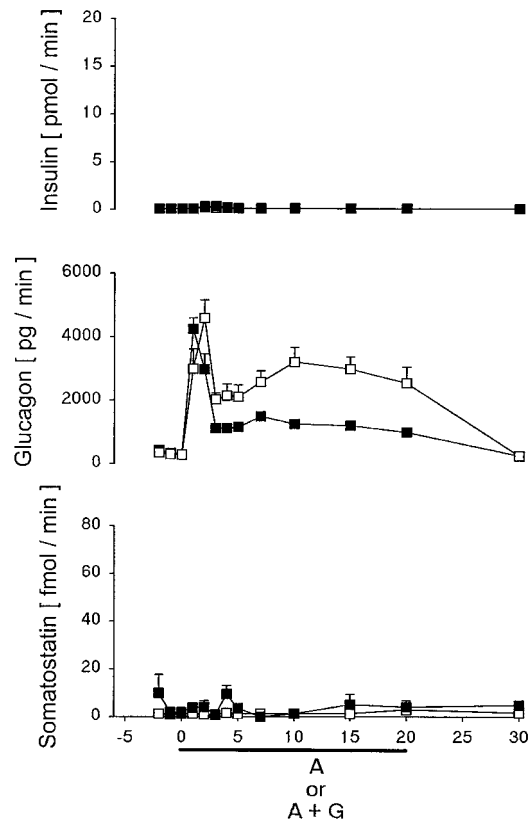 Insulin [ pmol / min ]
20
15
10
5
0
Glucagon [ pg / min ]
6000
4000
2000
0
Somatostatin [ fmol / min ]
80
60
40
20
0
-5 0 5 10 15 20 25 30
A
or
A + G